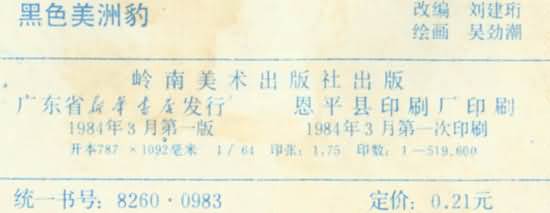 黑色美洲豹
改编 刘建珩
绘画 吴劲潮
岭南美术出版社出版
广东省新华书店发行 恩平县印刷厂印刷
1984年3月第一版 1984年3月第一次印刷
开本787×1092毫米 1/64 印张:1.75 印数:1—519,600
统一书号:8260·0983 定价:0.21元